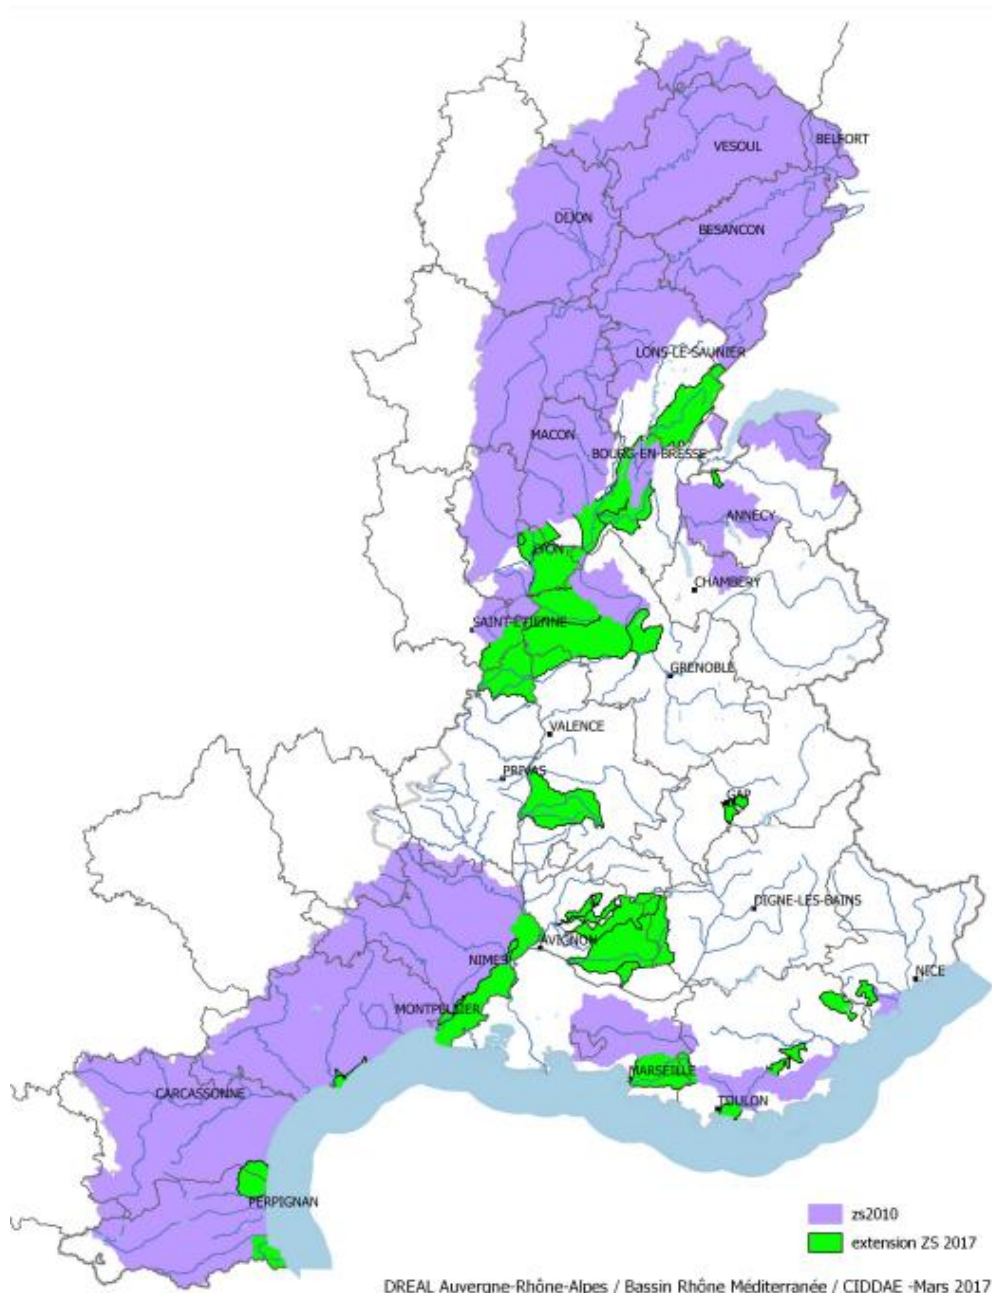 BELFORT
VESOUL
DIJON
BESANCON
LONS-LE-SAUNIER
MACON
BOURG-EN-BRESSE
ANNECY
LYON
CHAMBERY
SAINT-ETIENNE
GRENOBLE
VALENCE
PRIVAS
GAP
DIGNE-LES-BAINS
AVIGNON
NIMES
NICE
MONTPELLIER
MARSEILLE
CARCASSONNE
TOULON
PERPIGNAN
zs2010
extension ZS 2017
DREAL Auvergne-Rhône-Alpes / Bassin Rhône Méditerranée / CIDDAE -Mars 2017